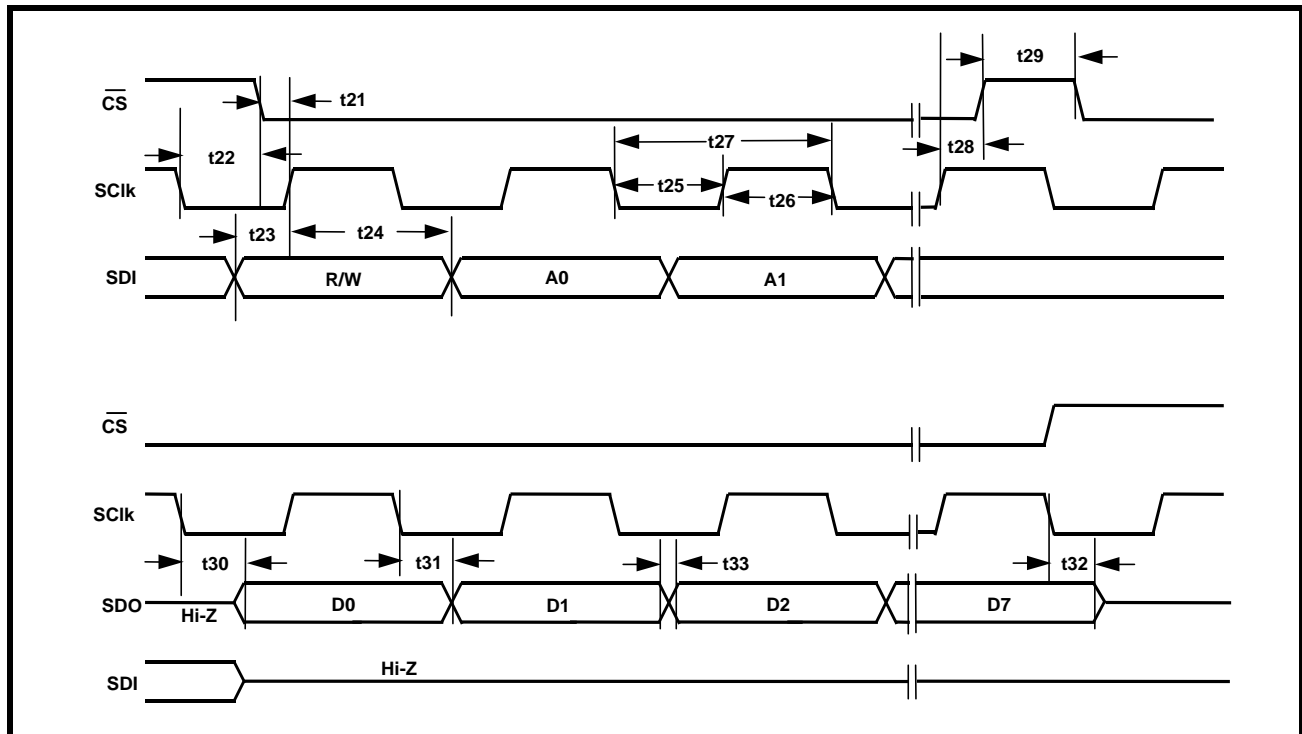 t29
CS
t21
t27
t22
t28
SClk
t25
t26
t23
t24
SDI
R/W
A0
A1
CS
SClk
t30
t31
t33
t32
SDO
Hi-Z
D0
D1
D2
D7
Hi-Z
SDI